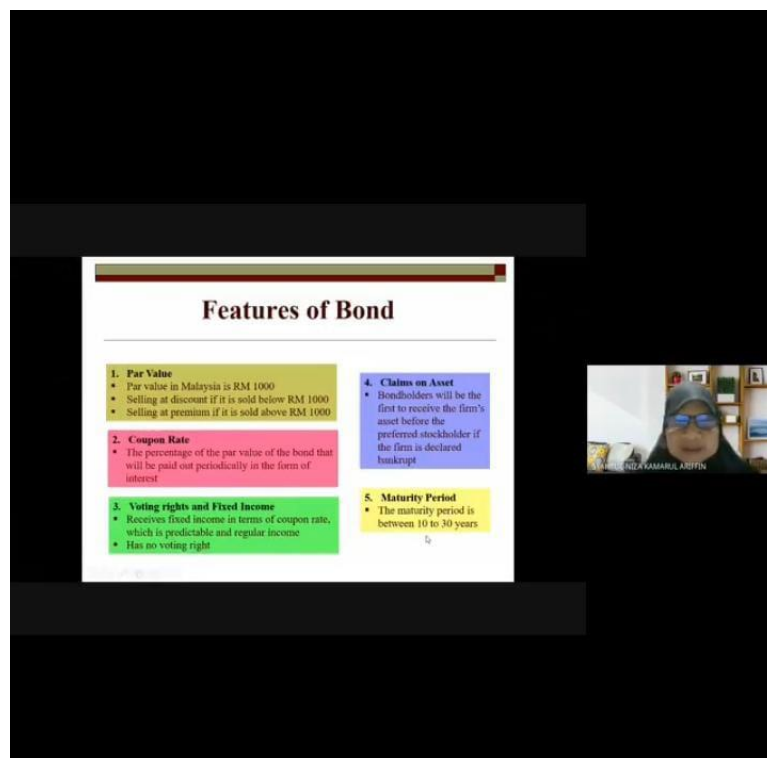 Features of Bond
1. Par Value
▪ Par value in Malaysia is RM 1000
▪ Selling at discount if it is sold below RM 1000
▪ Selling at premium if it is sold above RM 1000
2. Coupon Rate
▪ The percentage of the par value of the bond that
will be paid out periodically in the form of
interest
3. Voting rights and Fixed Income
▪ Receives fixed income in terms of coupon rate,
which is predictable and regular income
▪ Has no voting right
4. Claims on Asset
▪ Bondholders will be the
first to receive the firm's
asset before the
preferred stockholder if
the firm is declared
bankrupt
5. Maturity Period
▪ The maturity period is
between 10 to 30 years
KAMARUL ARIFFIN